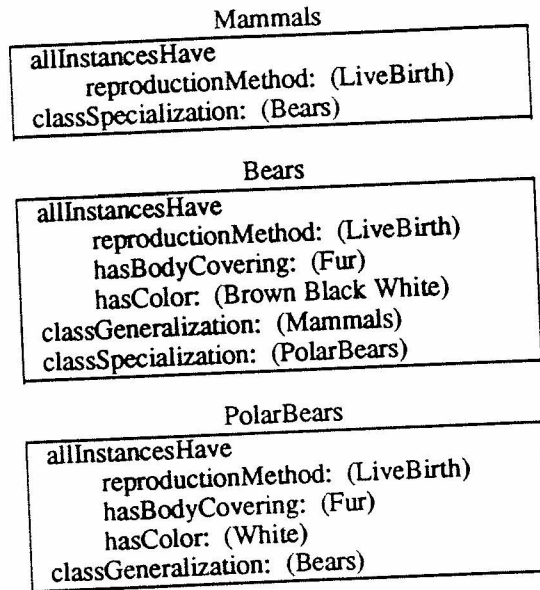 Mammals
allInstancesHave
reproductionMethod: (LiveBirth)
classSpecialization: (Bears)
Bears
allInstancesHave
reproductionMethod: (LiveBirth)
hasBodyCovering: (Fur)
hasColor: (Brown Black White)
classGeneralization: (Mammals)
classSpecialization: (PolarBears)
PolarBears
allInstancesHave
reproductionMethod: (LiveBirth)
hasBodyCovering: (Fur)
hasColor: (White)
classGeneralization: (Bears)